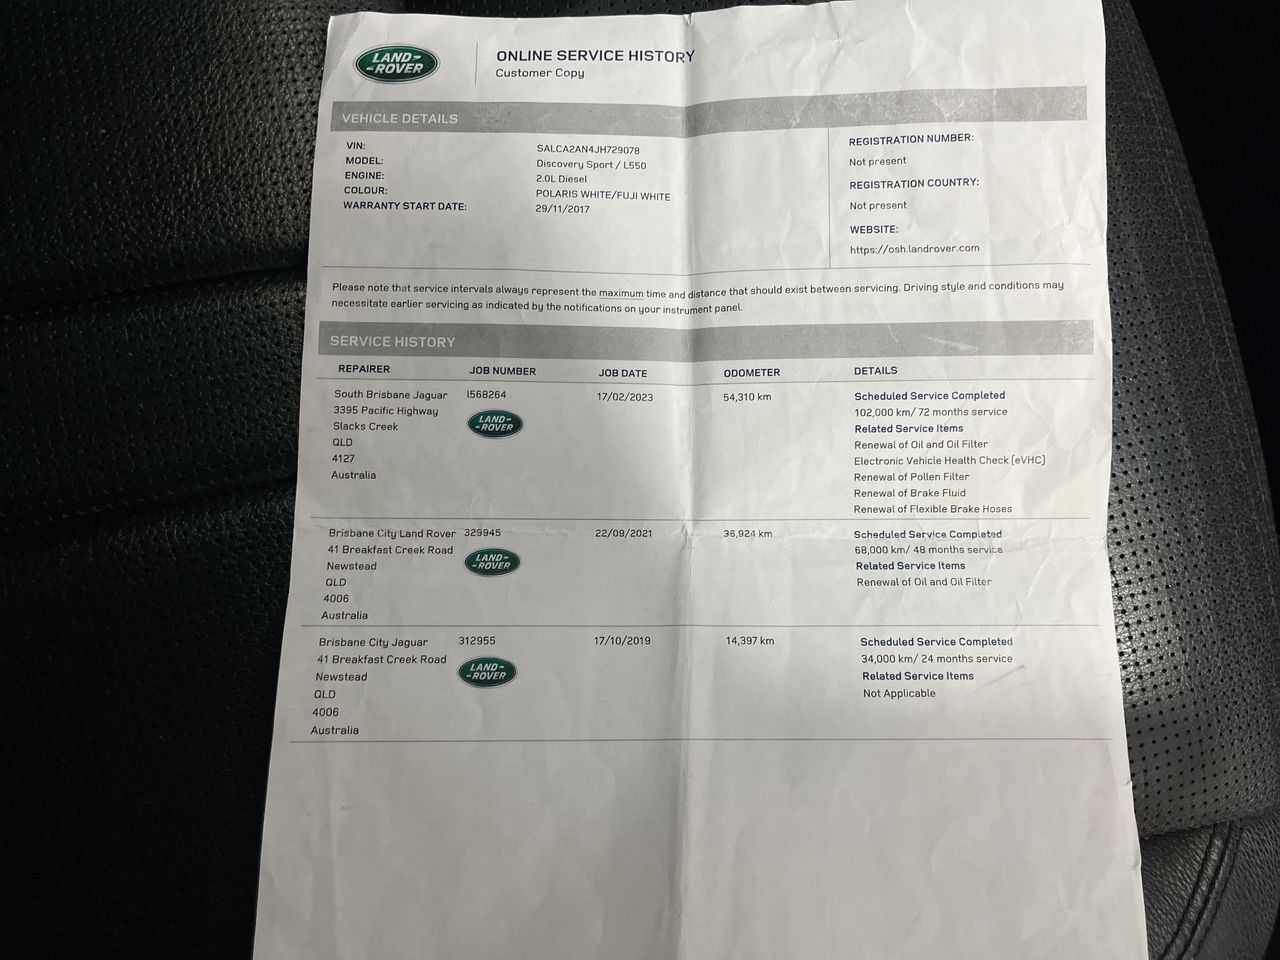 LAND-
-ROVER
ONLINE SERVICE HISTORY
Customer Copy
VEHICLE DETAILS
VIN: SALCA2AN4JH729078
MODEL: Discovery Sport / L550
ENGINE: 2.0L Diesel
COLOUR: POLARIS WHITE/FUJI WHITE
WARRANTY START DATE: 29/11/2017
REGISTRATION NUMBER:
Not present
REGISTRATION COUNTRY:
Not present
WEBSITE:
https://osh.landrover.com
Please note that service intervals always represent the maximum time and distance that should exist between servicing. Driving style and conditions may
necessitate earlier servicing as indicated by the notifications on your instrument panel.
SERVICE HISTORY
REPAIRER JOB NUMBER JOB DATE ODOMETER DETAILS
South Brisbane Jaguar I568264 17/02/2023 54,310 km Scheduled Service Completed
3395 Pacific Highway LAND- 102,000 km/ 72 months service
Slacks Creek -ROVER Related Service Items
QLD Renewal of Oil and Oil Filter
4127 Electronic Vehicle Health Check (eVHC)
Australia Renewal of Pollen Filter
Renewal of Brake Fluid
Renewal of Flexible Brake Hoses
Brisbane City Land Rover 329945 22/09/2021 36,924 km Scheduled Service Completed
41 Breakfast Creek Road LAND- 68,000 km/ 48 months service
Newstead -ROVER Related Service Items
QLD Renewal of Oil and Oil Filter
4006
Australia
Brisbane City Jaguar 312955 17/10/2019 14,397 km Scheduled Service Completed
41 Breakfast Creek Road LAND- 34,000 km/ 24 months service
Newstead -ROVER Related Service Items
QLD Not Applicable
4006
Australia